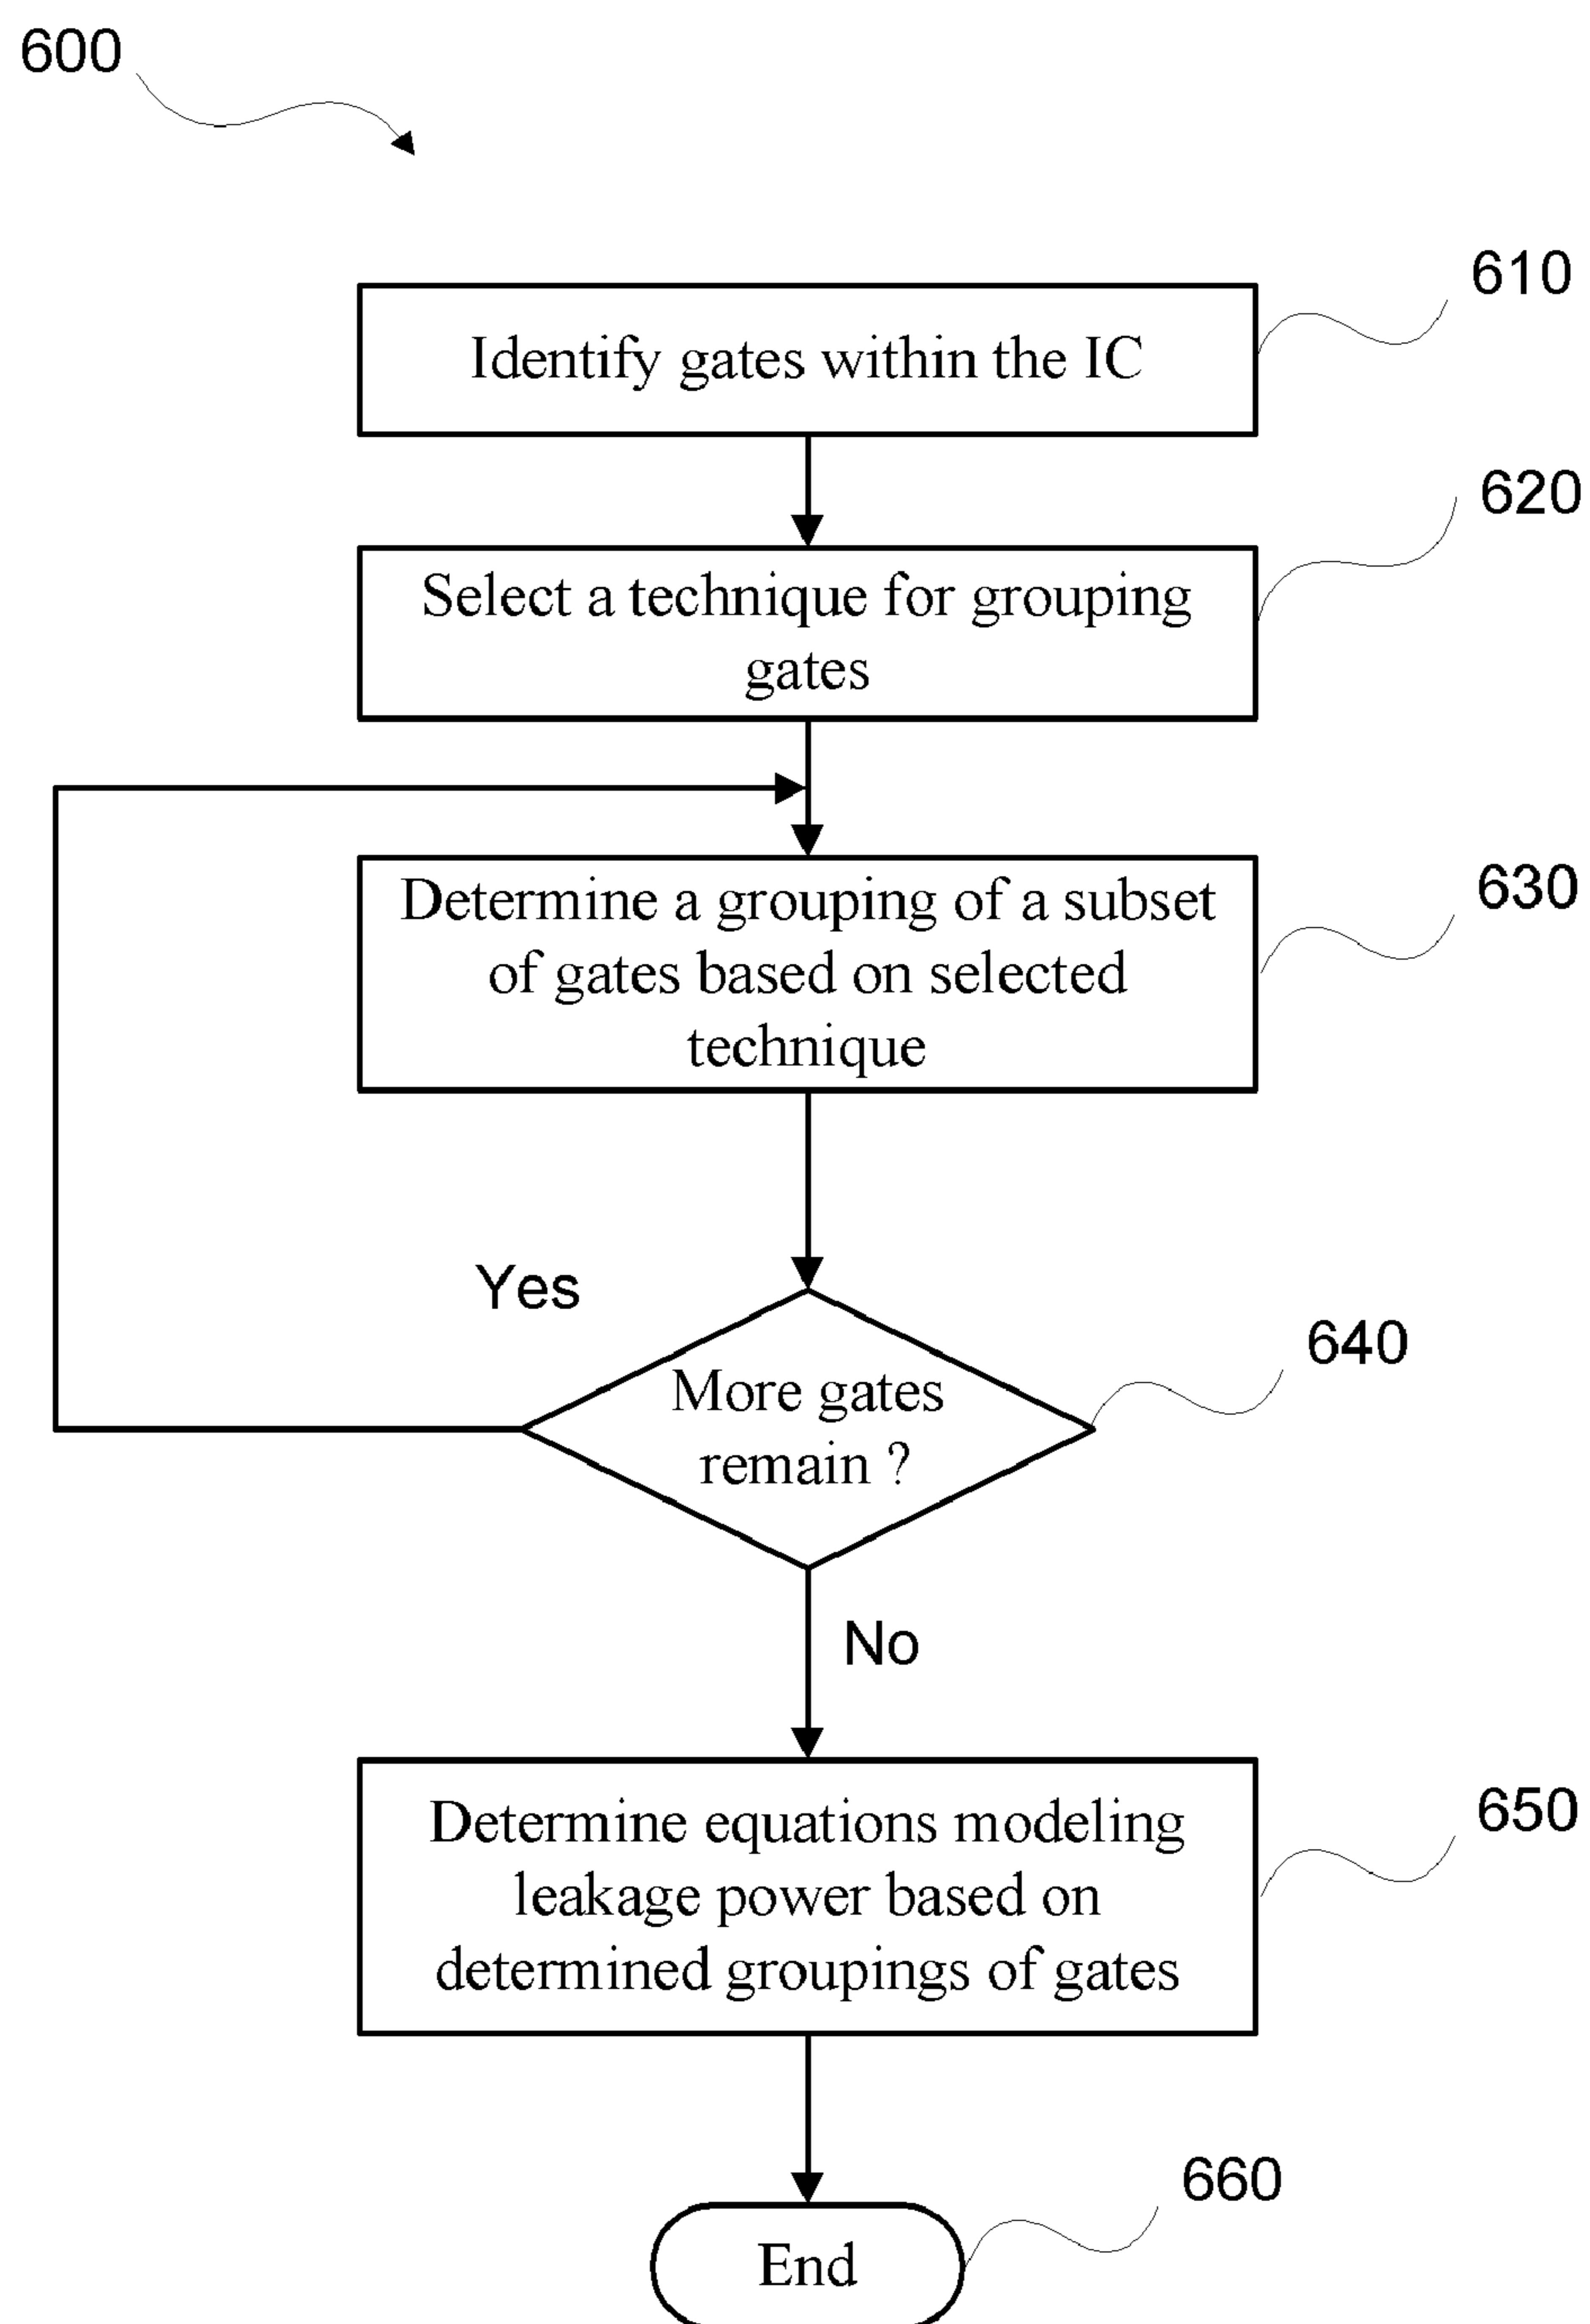 600
610
Identify gates within the IC
620
Select a technique for grouping
gates
630
Determine a grouping of a subset
of gates based on selected
technique
Yes
640
More gates
remain ?
No
650
Determine equations modeling
leakage power based on
determined groupings of gates
660
End